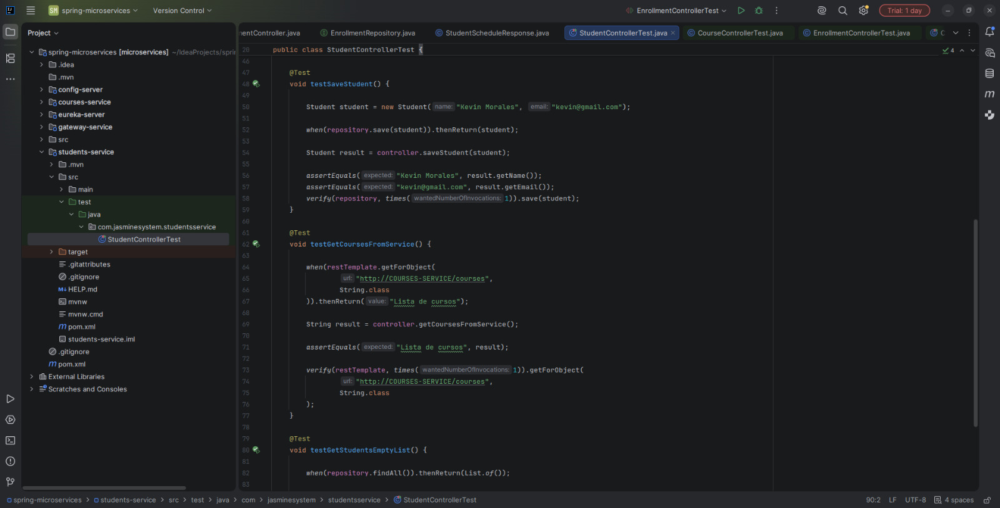 SM spring-microservices Version Control EnrollmentControllerTest Trial: 1 day
Project
mentController.java EnrollmentRepository.java StudentScheduleResponse.java StudentControllerTest.java CourseControllerTest.java EnrollmentControllerTest.java C
spring-microservices [microservices] ~/IdeaProjects/sprin
.idea
.mvn
config-server
courses-service
eureka-server
gateway-service
src
students-service
.mvn
src
main
test
java
com.jasminesystem.studentsservice
StudentControllerTest
target
.gitattributes
.gitignore
M↓ HELP.md
mvnw
mvnw.cmd
m pom.xml
students-service.iml
.gitignore
m pom.xml
External Libraries
Scratches and Consoles
20 public class StudentControllerTest {
4
46
47 @Test
48 void testSaveStudent() {
49
50 Student student = new Student( name: "Kevin Morales", email: "kevin@gmail.com");
51
52 when(repository.save(student)).thenReturn(student);
53
54 Student result = controller.saveStudent(student);
55
56 assertEquals( expected: "Kevin Morales", result.getName());
57 assertEquals( expected: "kevin@gmail.com", result.getEmail());
58 verify(repository, times( wantedNumberOfInvocations: 1)).save(student);
59 }
60
61 @Test
62 void testGetCoursesFromService() {
63
64 when(restTemplate.getForObject(
65 url: "http://COURSES-SERVICE/courses",
66 String.class
67 )).thenReturn( value: "Lista de cursos");
68
69 String result = controller.getCoursesFromService();
70
71 assertEquals( expected: "Lista de cursos", result);
72
73 verify(restTemplate, times( wantedNumberOfInvocations: 1)).getForObject(
74 url: "http://COURSES-SERVICE/courses",
75 String.class
76 );
77 }
78
79 @Test
80 void testGetStudentsEmptyList() {
81
82 when(repository.findAll()).thenReturn(List.of());
83
m
spring-microservices > students-service > src > test > java > com > jasminesystem > studentsservice > StudentControllerTest 90:2 LF UTF-8 4 spaces